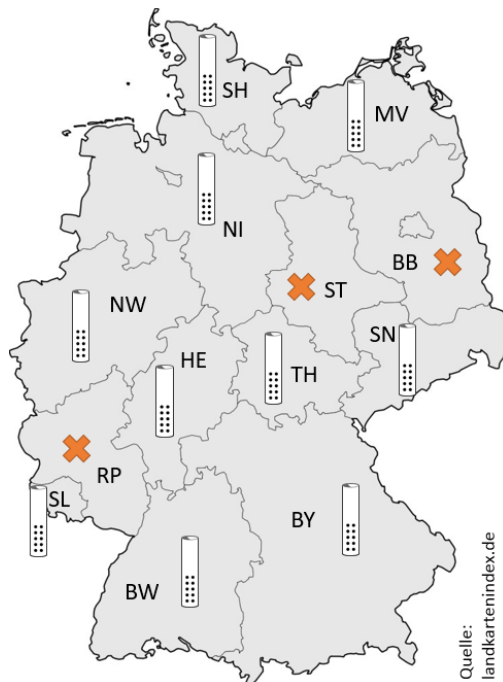 SH
MV
NI
BB
ST
NW
SN
HE
TH
RP
SL
BY
BW
Quelle:
landkartenindex.de